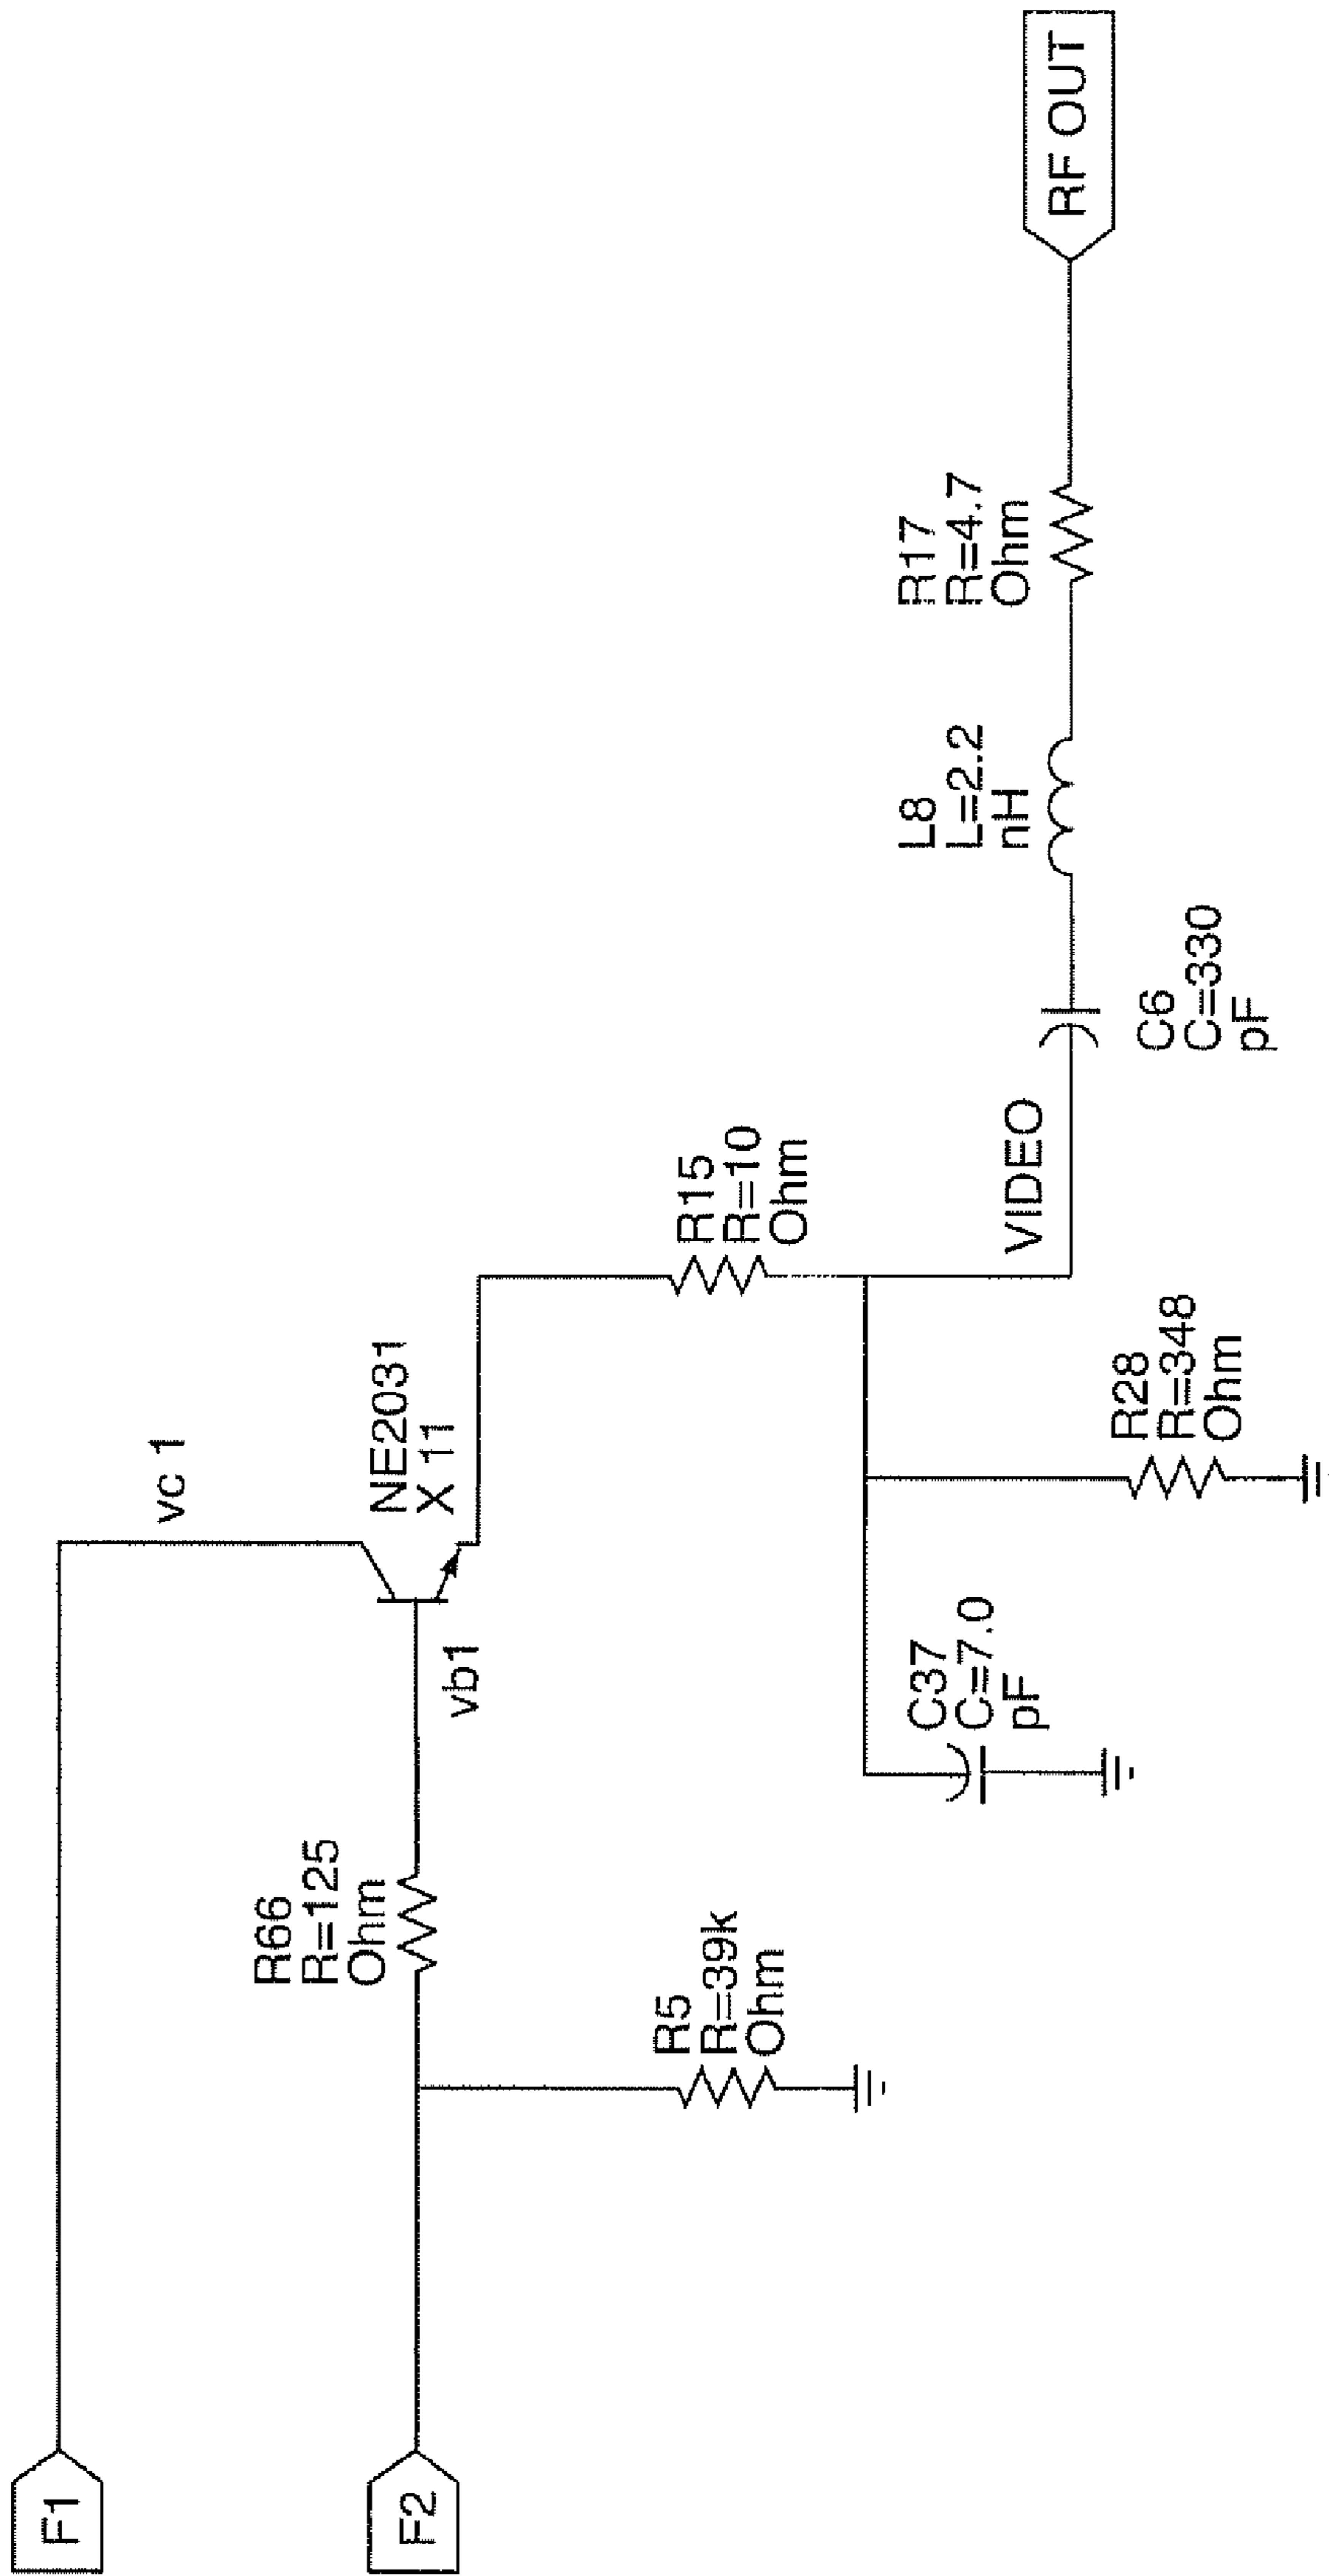 F1
vc 1
NE2031
X 11
F2
R66
R=125
Ohm
vb1
R5
R=39k
Ohm
R15
R=10
Ohm
C37
C=7.0
pF
R28
R=348
Ohm
VIDEO
C6
C=330
pF
L8
L=2.2
nH
R17
R=4.7
Ohm
RF OUT